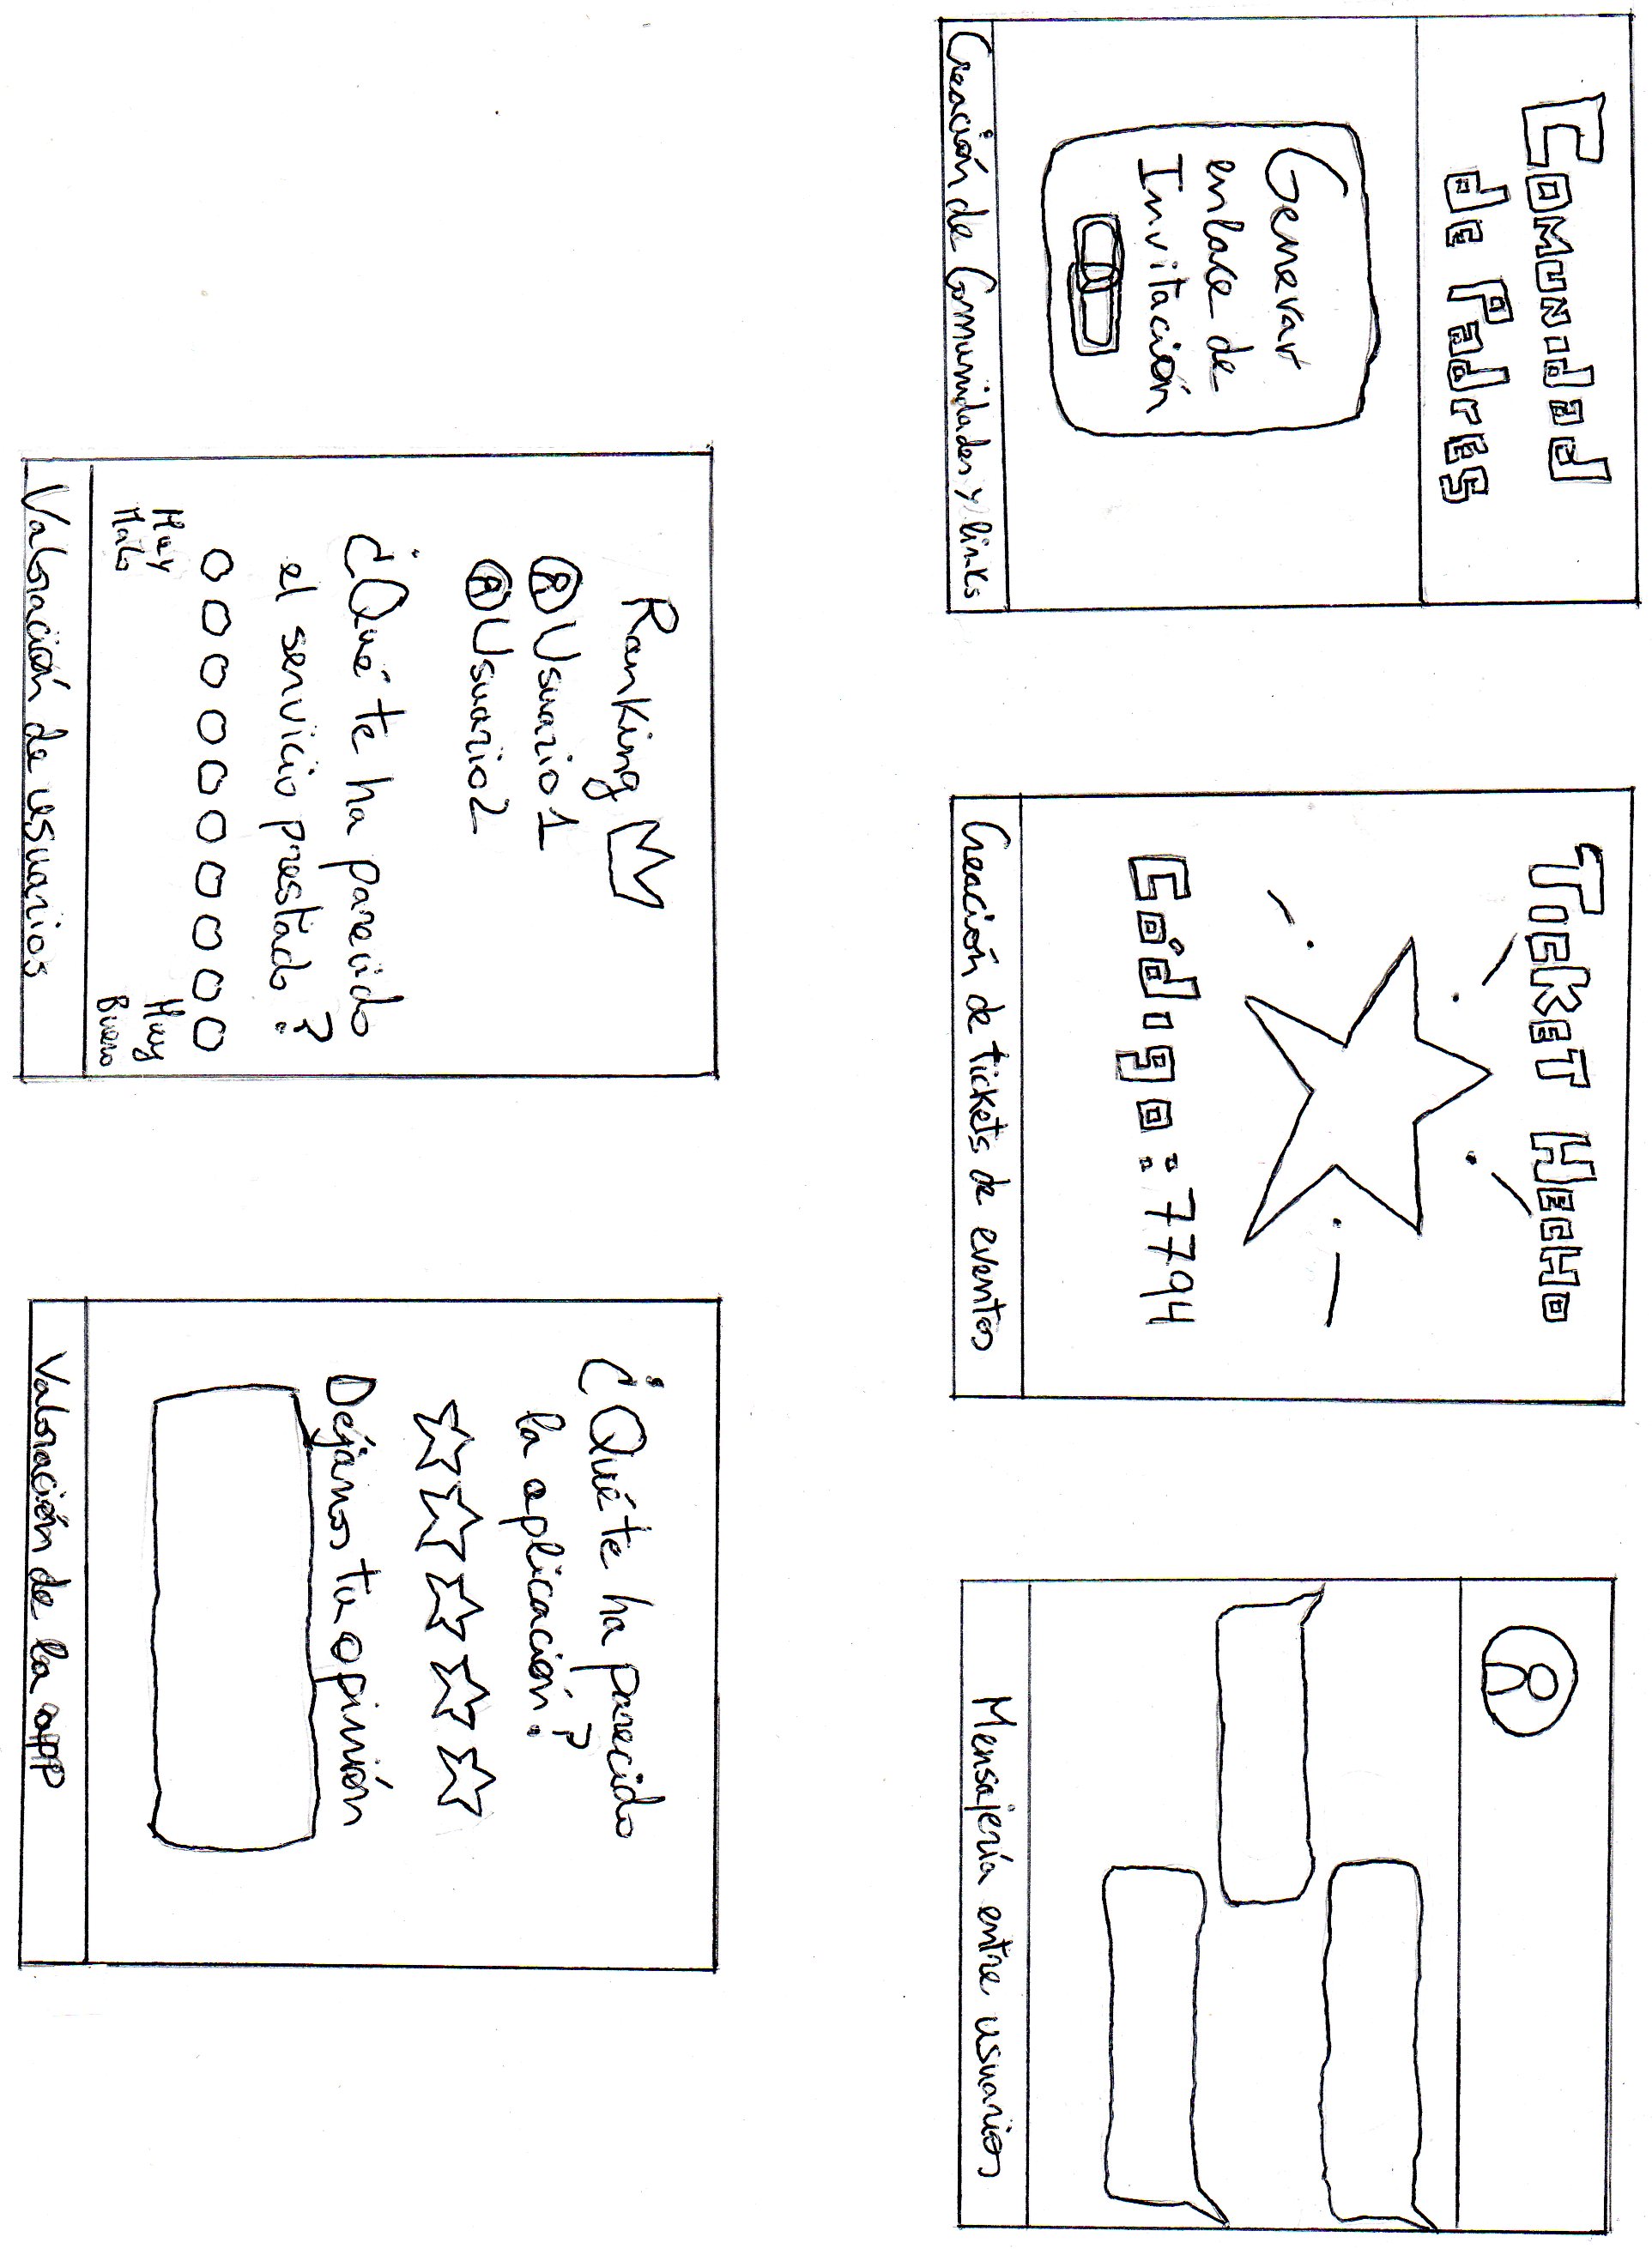 Comunidad
de Padres
Generar
enlace de
Invitación
Creación de Comunidades y links
Ticket Hecho
Código: 7794
Creación de tickets de eventos
Mensajería entre usuarios
Ranking
Usuario 1
Usuario 2
¿Qué te ha parecido
el servicio prestado?
Muy
Malo
Muy
Bueno
Valoración de usuarios
¿Qué te ha parecido
la aplicación?
Déjanos tu opinión
Valoración de la app